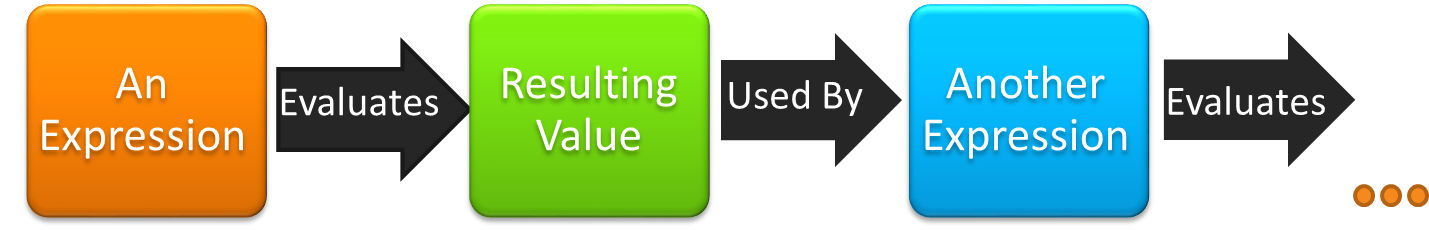 An
Expression
Evaluates
Resulting
Value
Used By
Another
Expression
Evaluates